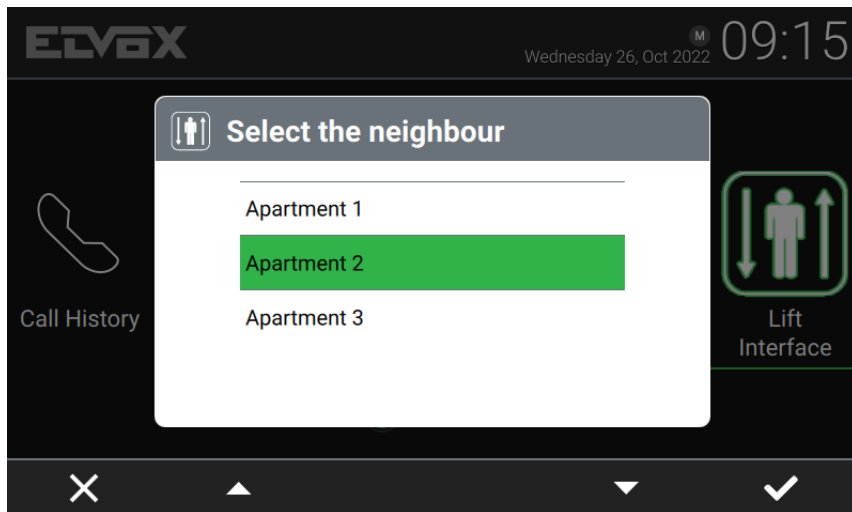 ELVOX
M
Wednesday 26, Oct 2022
09:15
Select the neighbour
Apartment 1
Apartment 2
Apartment 3
Call History
Lift
Interface